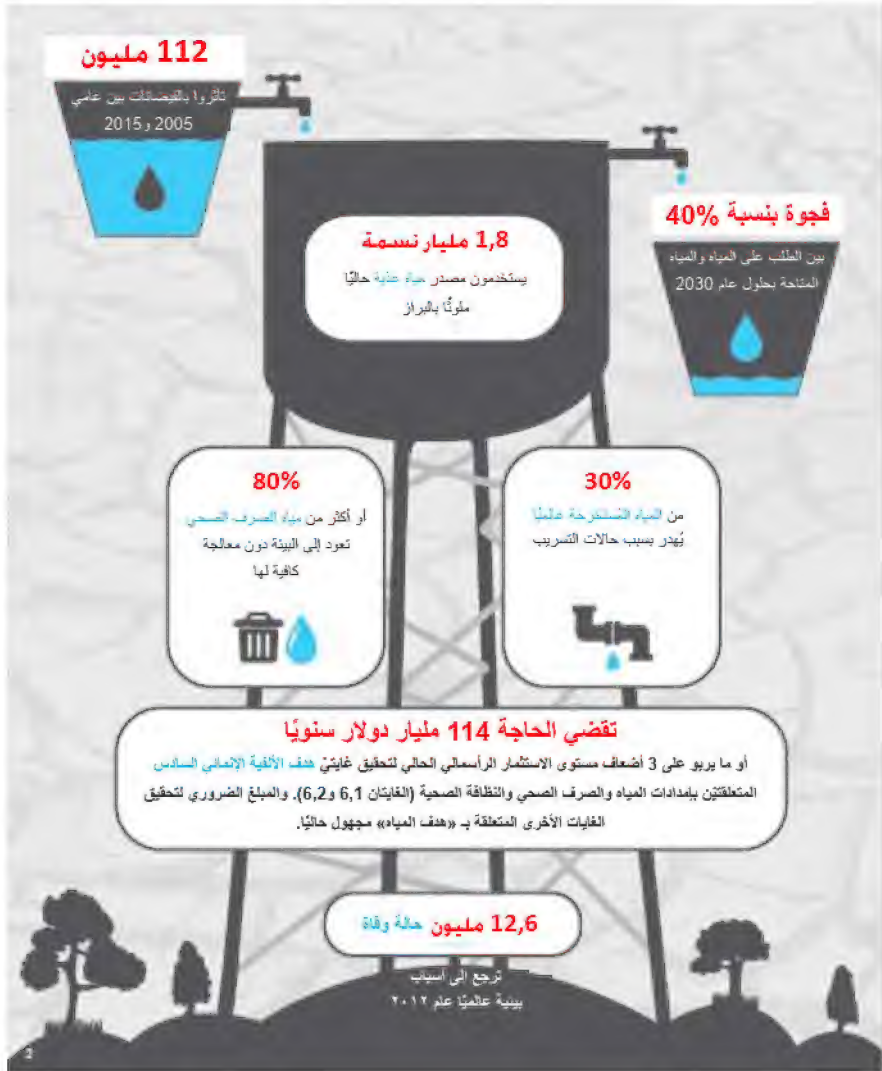 112 مليون
تأثروا بالفيضانات بين عامي
2005 و2015
فجوة بنسبة 40%
بين الطلب على المياه والمياه
المتاحة بحلول عام 2030
1,8 مليار نسمة
يستخدمون مصدر مياه عذبة حاليًا
ملوثًا بالبراز
80%
أو أكثر من مياه الصرف الصحي
تعود إلى البيئة دون معالجة
كافية لها
30%
من المياه المُستخرجة عالميًا
يُهدر بسبب حالات التسريب
تقضي الحاجة 114 مليار دولار سنويًا
أو ما يربو على 3 أضعاف مستوى الاستثمار الرأسمالي الحالي لتحقيق غايتيّ هدف الألفية الإنمائي السادس
المتعلقتيْن بإمدادات المياه والصرف الصحي والنظافة الصحية (الغايتان 6,1 و6,2). والمبلغ الضروري لتحقيق
الغايات الأخرى المتعلقة بـ «هدف المياه» مجهول حاليًا.
12,6 مليون حالة وفاة
ترجع إلى أسباب
بيئية عالميًا عام ٢٠١٢
2